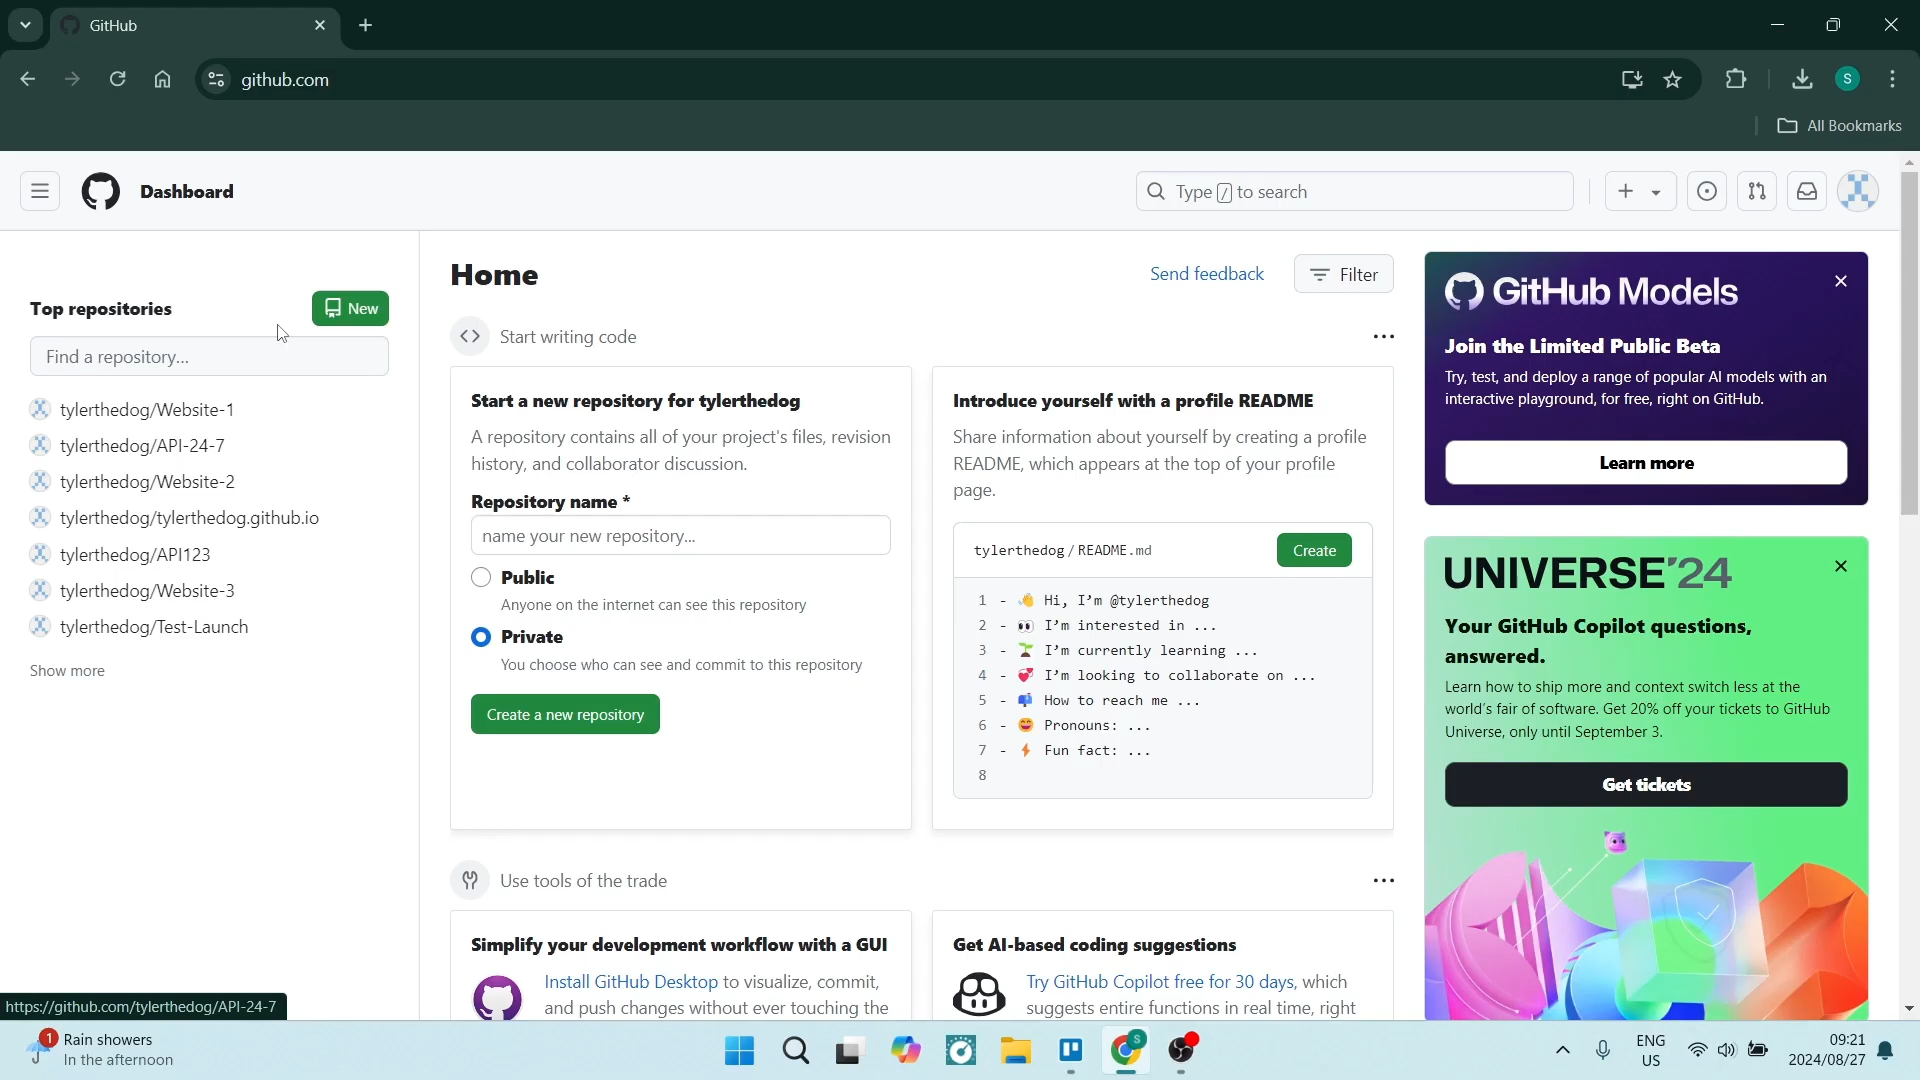 GitHub
github.com
All Bookmarks
Dashboard
Type / to search
Top repositories
New
Find a repository...
tylerthedog/Website-1
tylerthedog/API-24-7
tylerthedog/Website-2
tylerthedog/tylerthedog.github.io
tylerthedog/API123
tylerthedog/Website-3
tylerthedog/Test-Launch
Show more
Home
Send feedback
Filter
Start writing code
Start a new repository for tylerthedog
A repository contains all of your project's files, revision
history, and collaborator discussion.
Repository name *
name your new repository...
Public
Anyone on the internet can see this repository
Private
You choose who can see and commit to this repository
Create a new repository
Introduce yourself with a profile README
Share information about yourself by creating a profile
README, which appears at the top of your profile
page.
tylerthedog / README.md
Create
1 - 👋 Hi, I'm @tylerthedog
2 - 👀 I'm interested in ...
3 - 🌱 I'm currently learning ...
4 - 💞️ I'm looking to collaborate on ...
5 - 📫 How to reach me ...
6 - 😄 Pronouns: ...
7 - ⚡ Fun fact: ...
8
Use tools of the trade
Simplify your development workflow with a GUI
Install GitHub Desktop to visualize, commit,
and push changes without ever touching the
Get AI-based coding suggestions
Try GitHub Copilot free for 30 days, which
suggests entire functions in real time, right
GitHub Models
Join the Limited Public Beta
Try, test, and deploy a range of popular AI models with an
interactive playground, for free, right on GitHub.
Learn more
UNIVERSE'24
Your GitHub Copilot questions,
answered.
Learn how to ship more and context switch less at the
world's fair of software. Get 20% off your tickets to GitHub
Universe, only until September 3.
Get tickets
https://github.com/tylerthedog/API-24-7
1
Rain showers
In the afternoon
S
S
ENG
US
09:21
2024/08/27